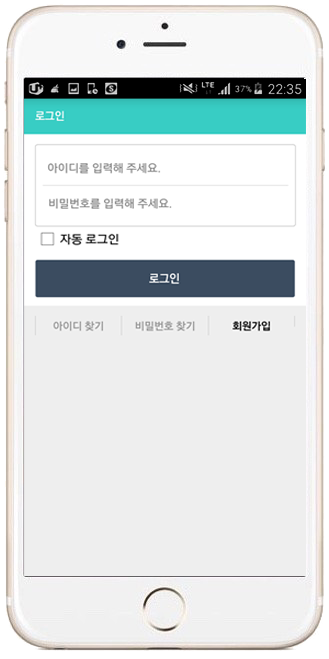 LTE 37% 22:35
로그인
아이디를 입력해 주세요.
비밀번호를 입력해 주세요.
자동 로그인
로그인
아이디 찾기 비밀번호 찾기 회원가입